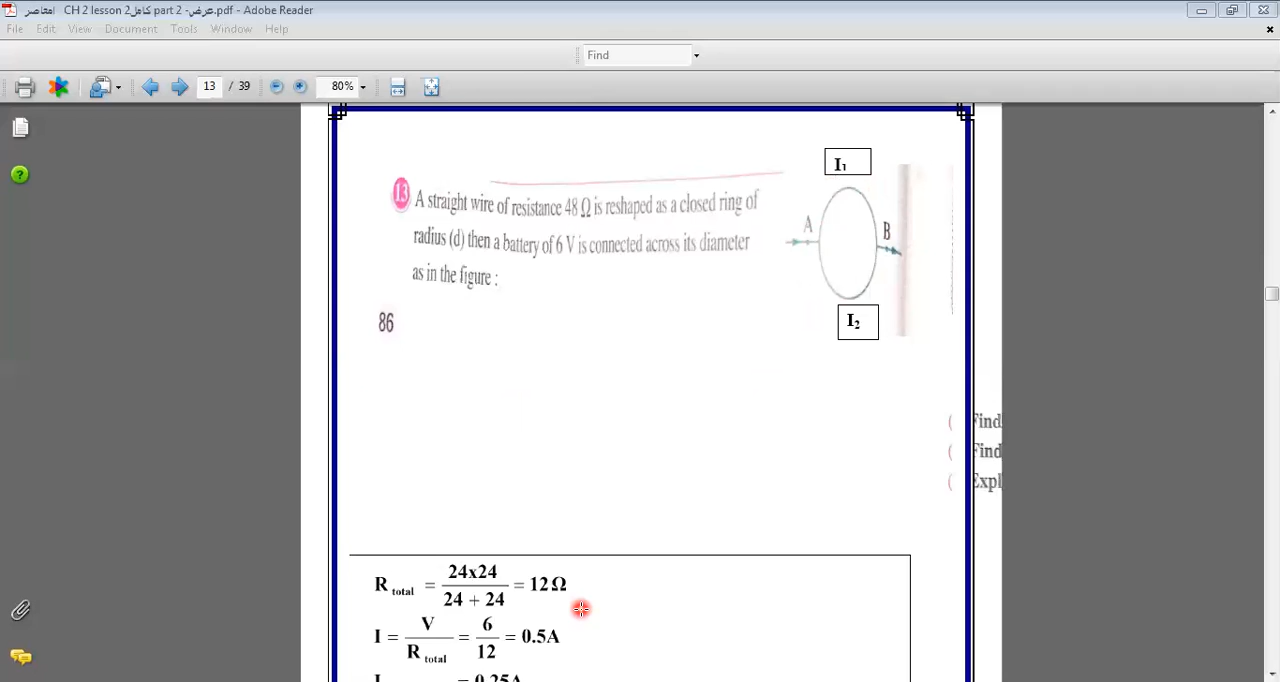 امتقاصر CH 2 lesson 2كامل part 2 -عرض.pdf - Adobe Reader
File Edit View Document Tools Window Help
Find
13 / 39 80%
I1
13 A straight wire of resistance 48 Ω is reshaped as a closed ring of
radius (d) then a battery of 6 V is connected across its diameter
as in the figure :
A
B
I2
86
( Find
( Find
( Expl
R total = 24x24 / 24 + 24 = 12 Ω
I = V / R total = 6 / 12 = 0.5A